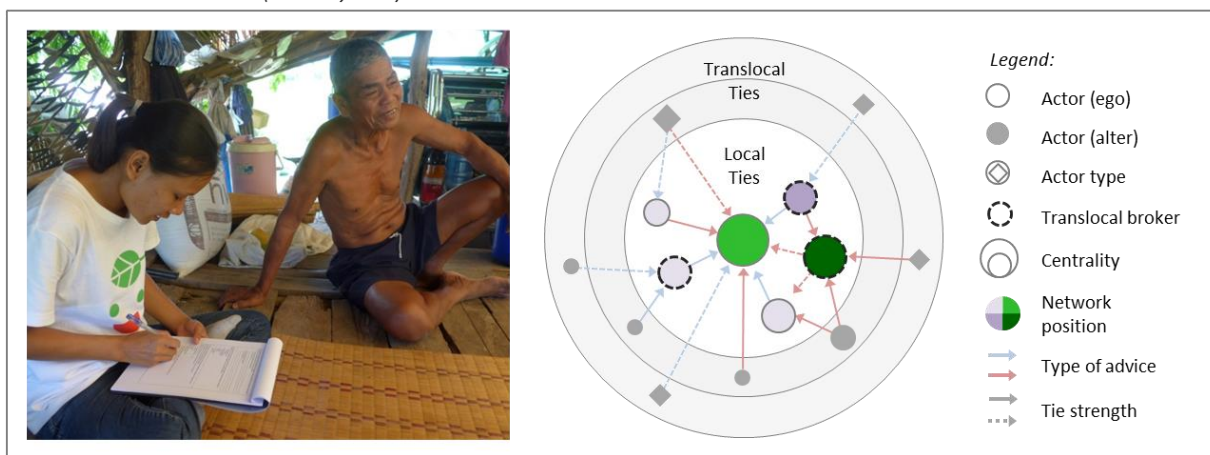 Translocal
Ties
Local
Ties
Legend:
Actor (ego)
Actor (alter)
Actor type
Translocal broker
Centrality
Network
position
Type of advice
Tie strength